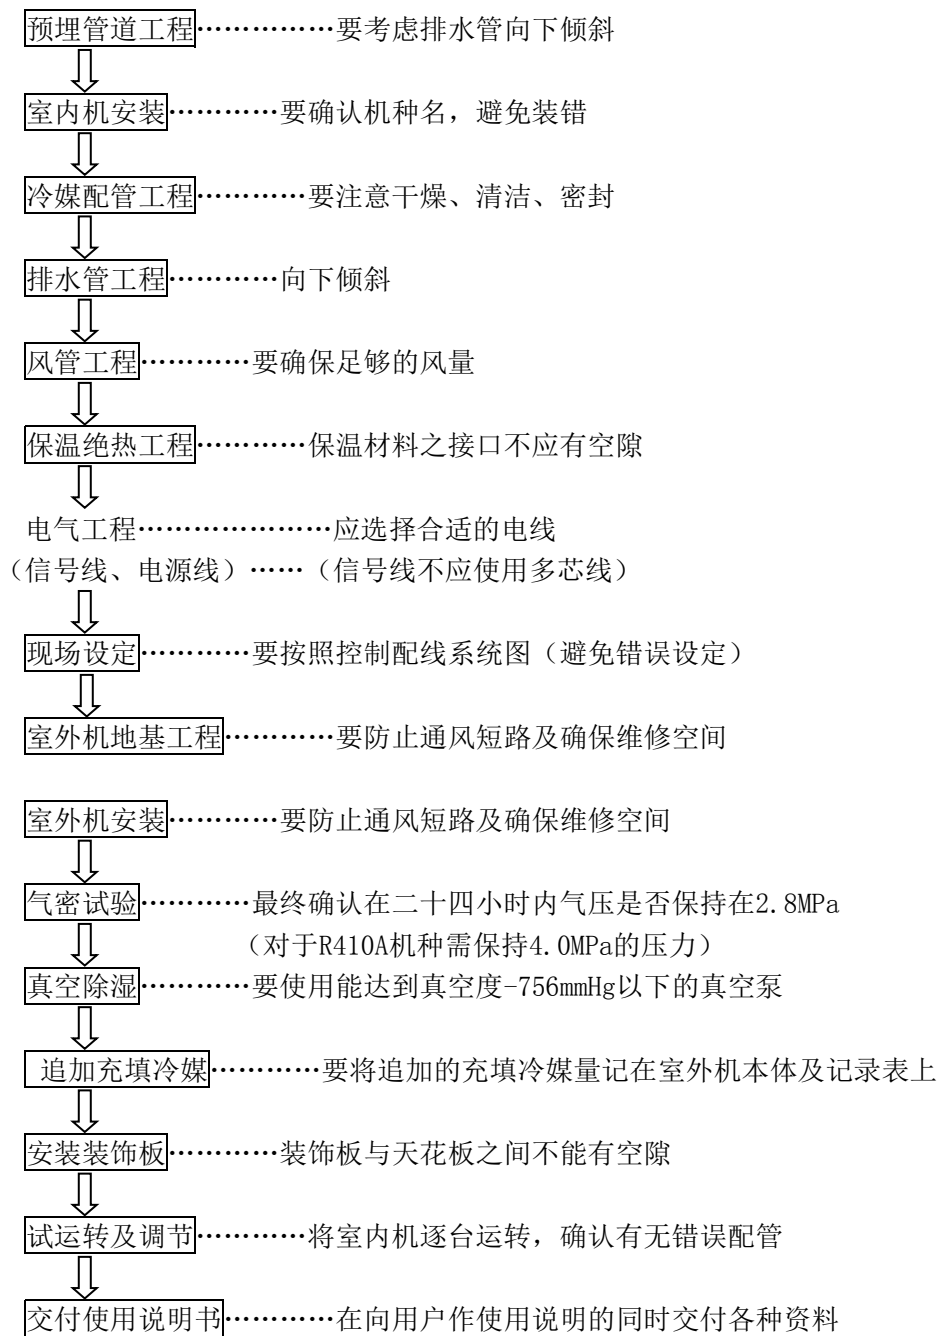 预埋管道工程……………要考虑排水管向下倾斜
室内机安装…………要确认机种名，避免装错
冷媒配管工程…………要注意干燥、清洁、密封
排水管工程…………向下倾斜
风管工程…………要确保足够的风量
保温绝热工程…………保温材料之接口不应有空隙
电气工程…………………应选择合适的电线
（信号线、电源线）……（信号线不应使用多芯线）
现场设定…………要按照控制配线系统图（避免错误设定）
室外机地基工程…………要防止通风短路及确保维修空间
室外机安装…………要防止通风短路及确保维修空间
气密试验…………最终确认在二十四小时内气压是否保持在2.8MPa
（对于R410A机种需保持4.0MPa的压力）
真空除湿…………要使用能达到真空度-756mmHg以下的真空泵
追加充填冷媒…………要将追加的充填冷媒量记在室外机本体及记录表上
安装装饰板…………装饰板与天花板之间不能有空隙
试运转及调节…………将室内机逐台运转，确认有无错误配管
交付使用说明书…………在向用户作使用说明的同时交付各种资料